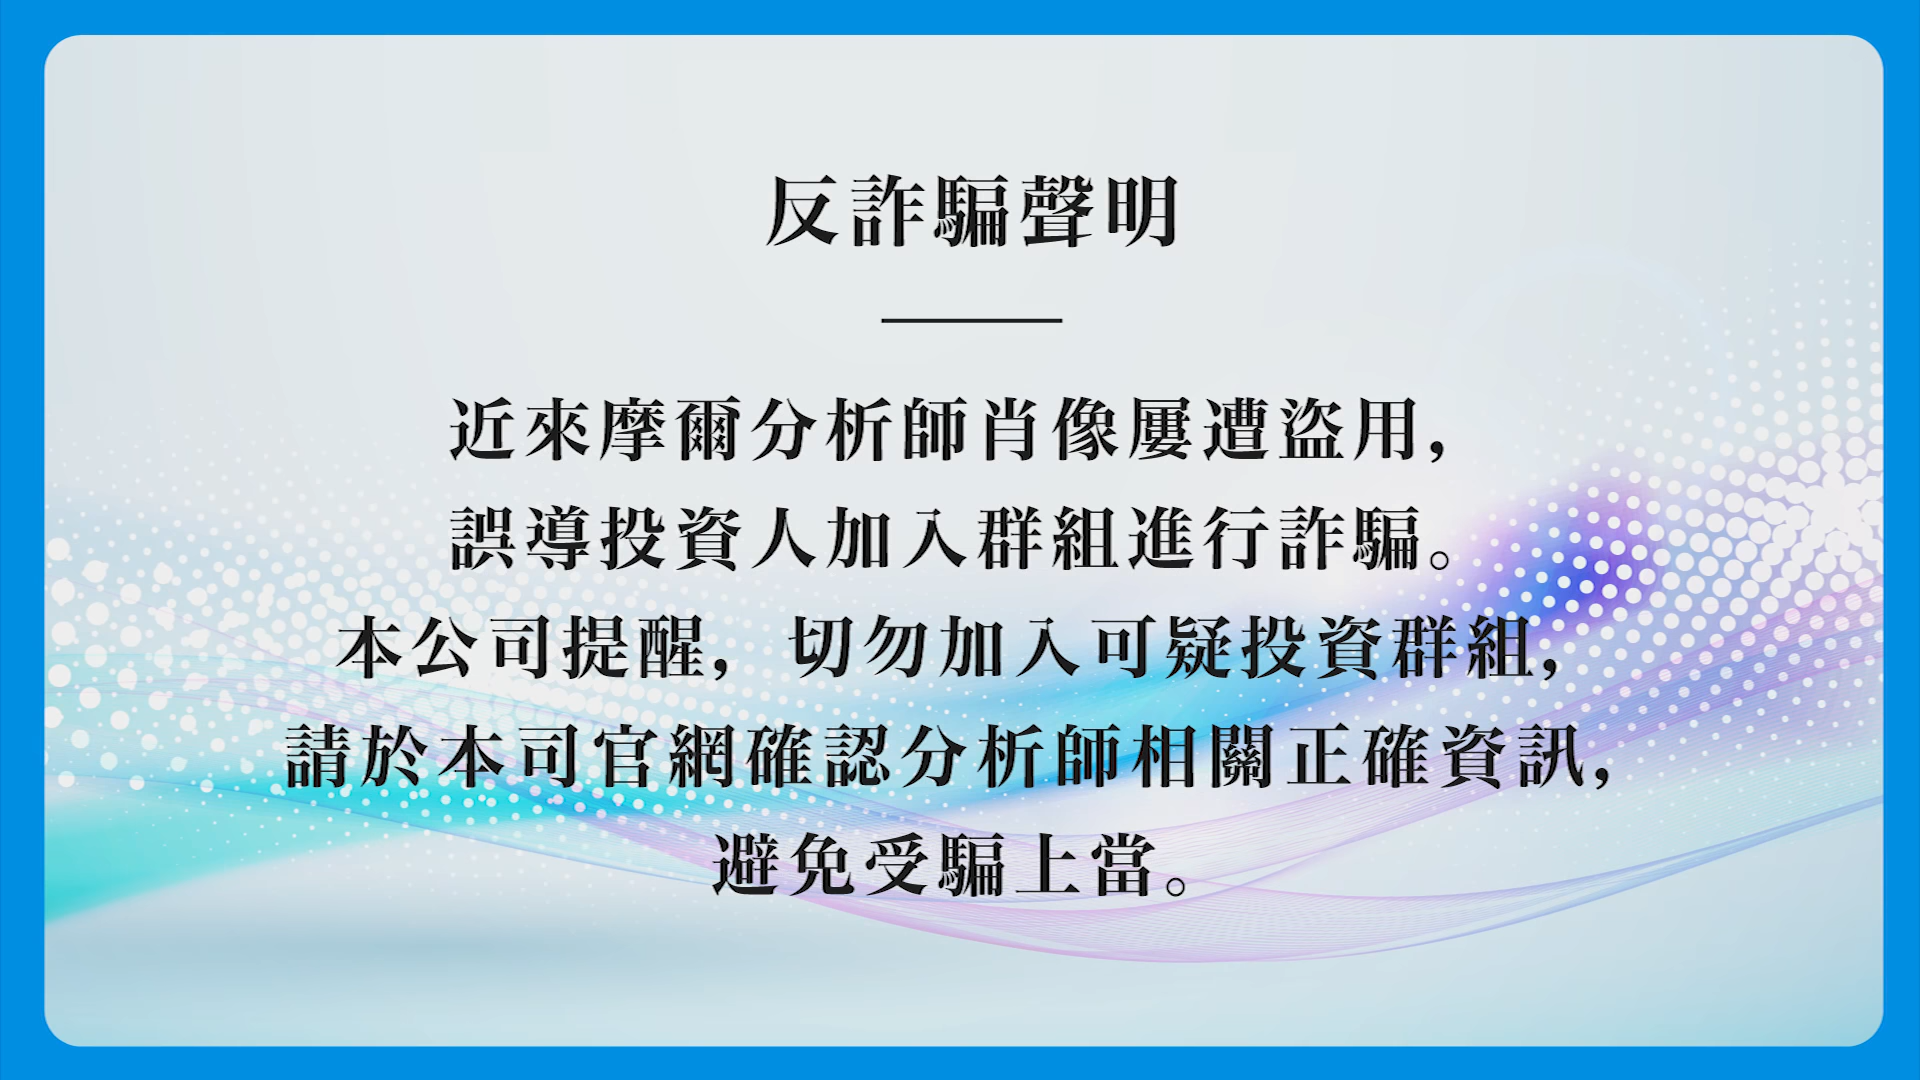 反詐騙聲明
近來摩爾分析師肖像屢遭盜用，
誤導投資人加入群組進行詐騙。
本公司提醒，切勿加入可疑投資群組，
請於本司官網確認分析師相關正確資訊，
避免受騙上當。